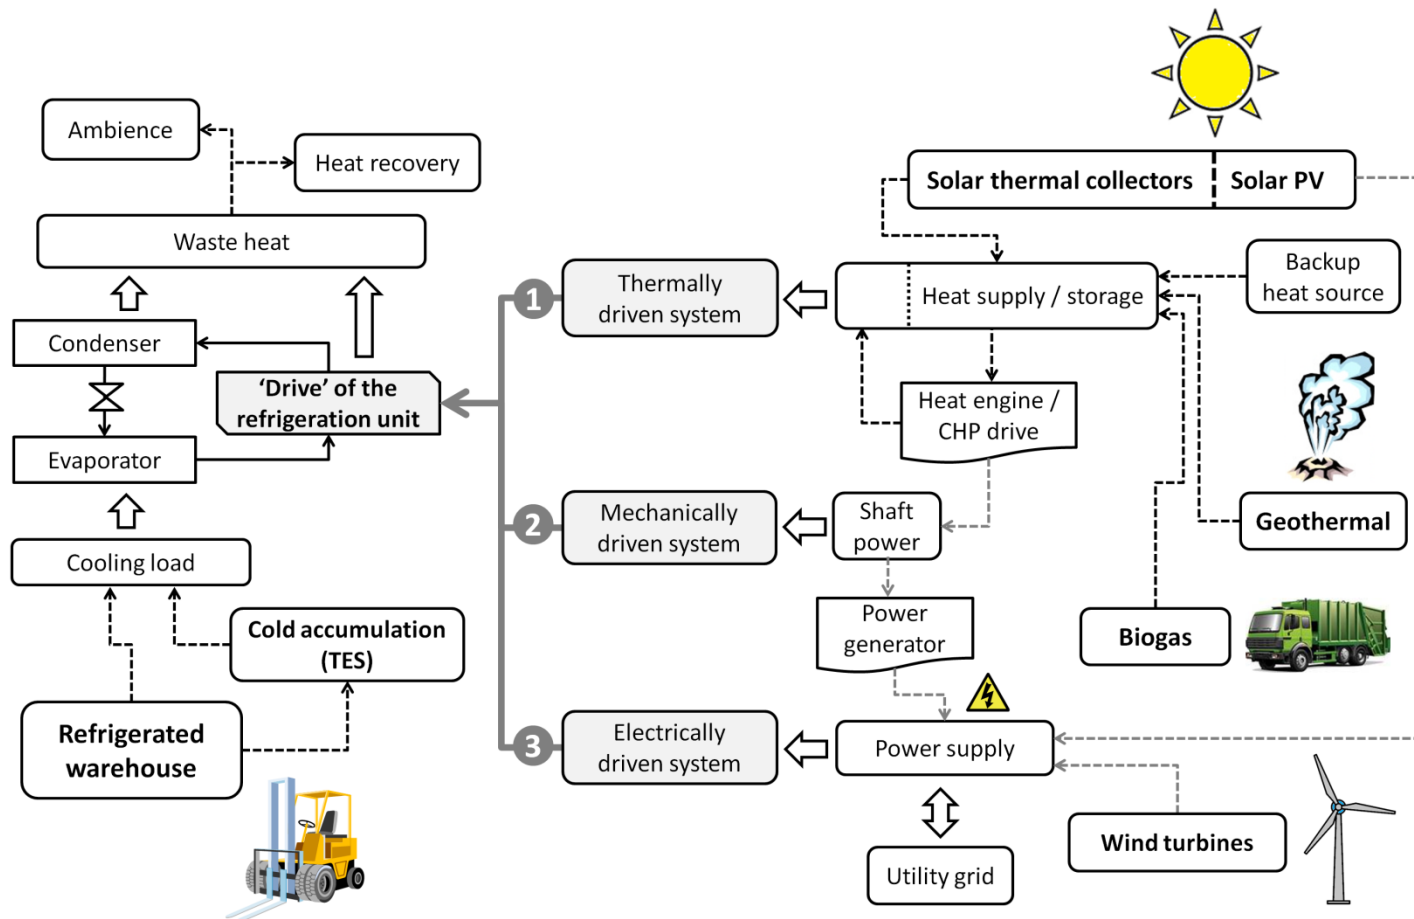 Ambience
Heat recovery
Waste heat
Condenser
‘Drive’ of the
refrigeration unit
Evaporator
Cooling load
Cold accumulation
(TES)
Refrigerated
warehouse
1
Thermally
driven system
2
Mechanically
driven system
3
Electrically
driven system
Solar thermal collectors
Solar PV
Heat supply / storage
Backup
heat source
Heat engine /
CHP drive
Shaft
power
Geothermal
Power
generator
Biogas
Power supply
Wind turbines
Utility grid